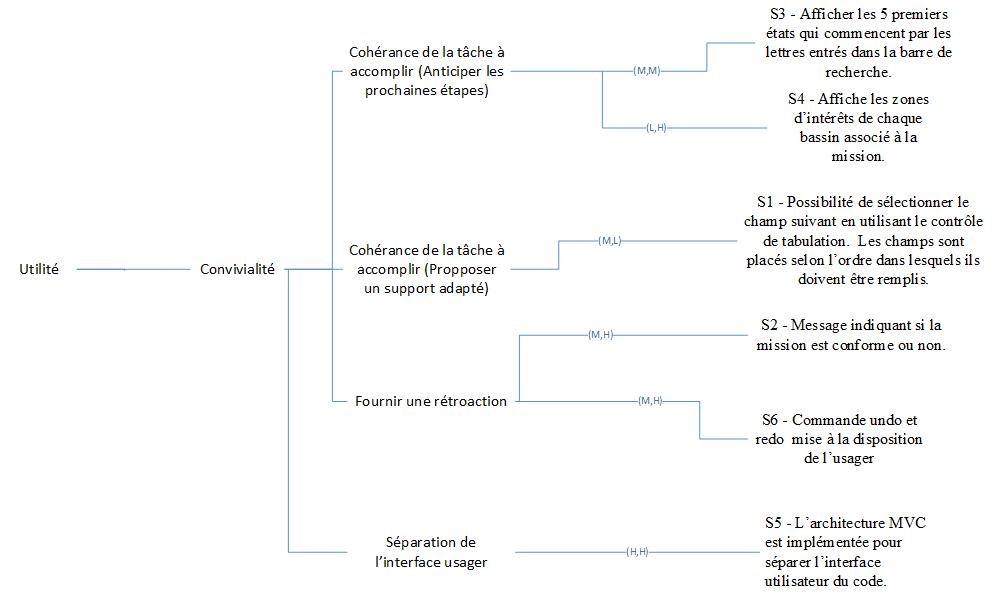 Utilité
Convivialité
Cohérance de la tâche à
accomplir (Anticiper les
prochaines étapes)
(M,M)
S3 - Afficher les 5 premiers
états qui commencent par les
lettres entrés dans la barre de
recherche.
(L,H)
S4 - Affiche les zones
d’intérêts de chaque
bassin associé à la
mission.
Cohérance de la tâche à
accomplir (Propposer
un support adapté)
(M,L)
S1 - Possibilité de sélectionner le
champ suivant en utilisant le contrôle
de tabulation. Les champs sont
placés selon l’ordre dans lesquels ils
doivent être remplis.
Fournir une rétroaction
(M,H)
S2 - Message indiquant si la
mission est conforme ou non.
(M,H)
S6 - Commande undo et
redo mise à la disposition
de l’usager
Séparation de
l’interface usager
(H,H)
S5 - L’architecture MVC
est implémentée pour
séparer l’interface
utilisateur du code.